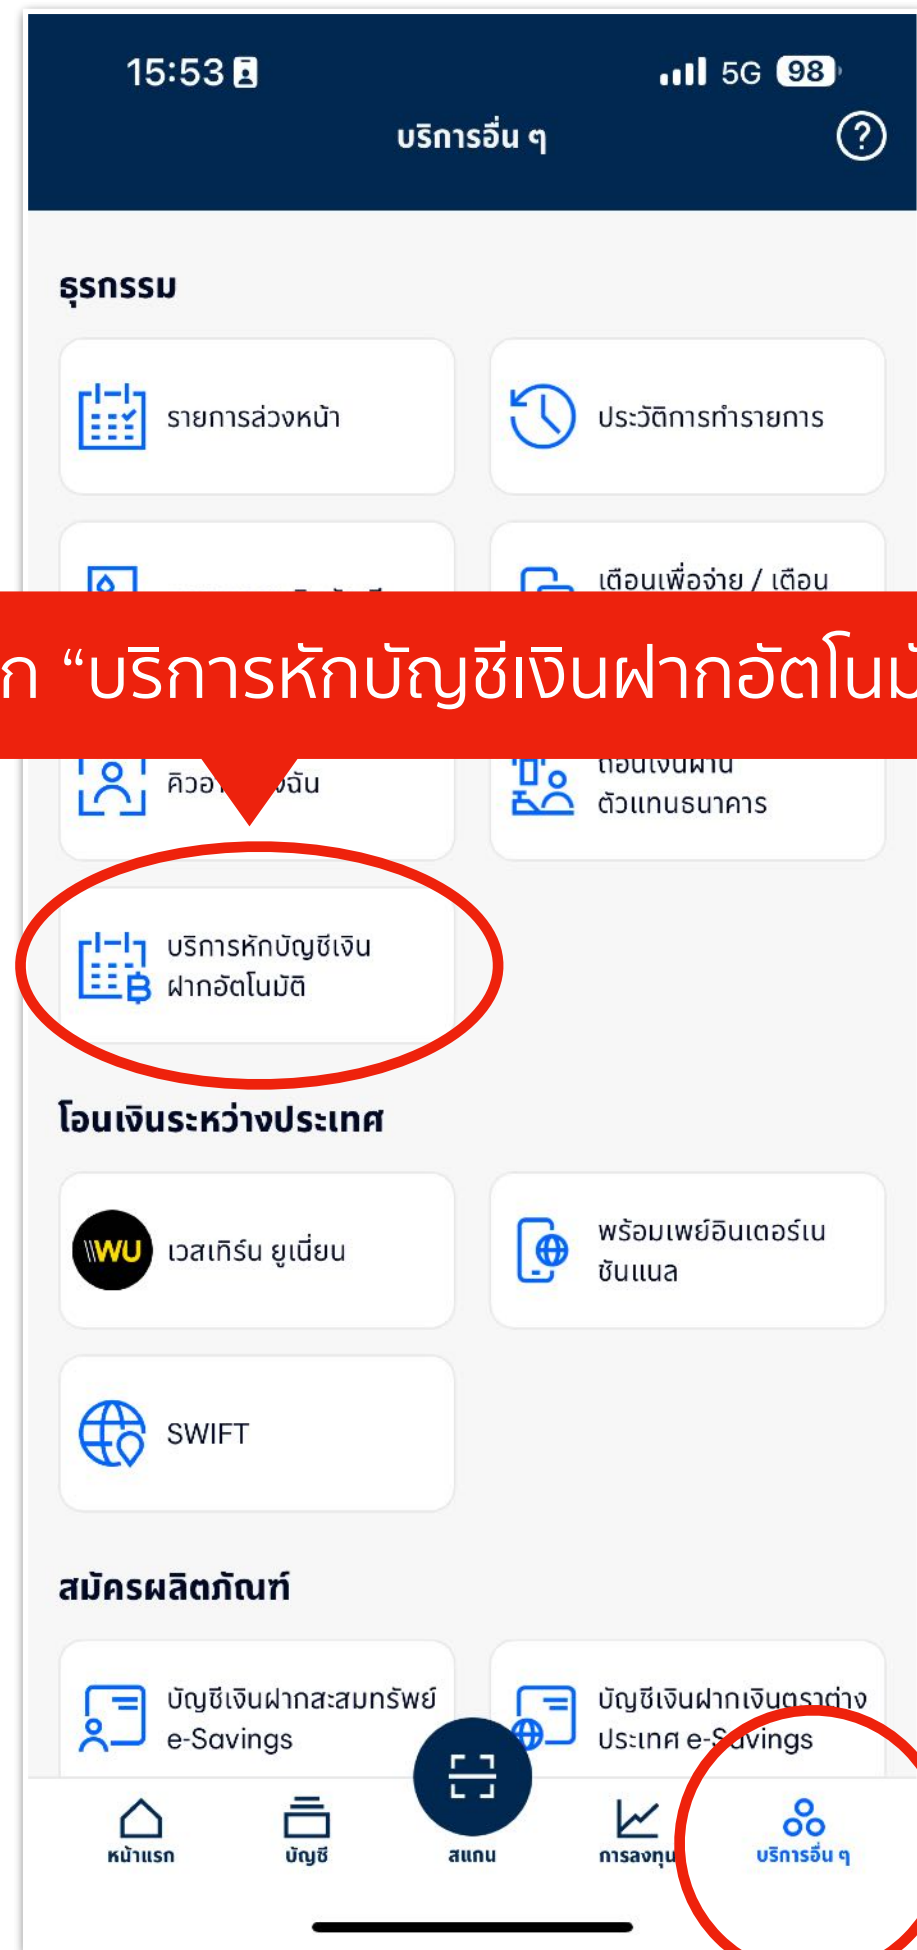 15:53
5G 98
บริการอื่น ๆ
?
ธุรกรรม
รายการล่วงหน้า
ประวัติการทำรายการ
เตือนเพื่อจ่าย / เตือน
“บริการหักบัญชีเงินฝากอัตโนมั
ตัวแทนธนาคาร
บริการหักบัญชีเงิน
ฝากอัตโนมัติ
โอนเงินระหว่างประเทศ
WU
เวสเทิร์น ยูเนี่ยน
พร้อมเพย์อินเตอร์เน
ชันแนล
SWIFT
สมัครผลิตภัณฑ์
บัญชีเงินฝากสะสมทรัพย์
e-Savings
บัญชีเงินฝากเงินตราต่าง
ประเทศ e-Savings
หน้าแรก
บัญชี
สแกน
การลงทุน
บริการอื่น ๆ